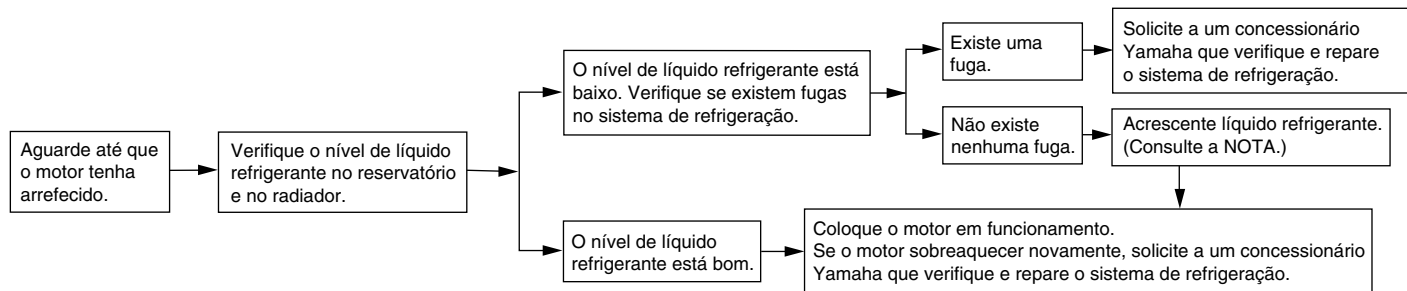 Aguarde até que
o motor tenha
arrefecido.
Verifique o nível de líquido
refrigerante no reservatório
e no radiador.
O nível de líquido refrigerante está
baixo. Verifique se existem fugas
no sistema de refrigeração.
Existe uma
fuga.
Solicite a um concessionário
Yamaha que verifique e repare
o sistema de refrigeração.
Não existe
nenhuma fuga.
Acrescente líquido refrigerante.
(Consulte a NOTA.)
O nível de líquido
refrigerante está bom.
Coloque o motor em funcionamento.
Se o motor sobreaquecer novamente, solicite a um concessionário
Yamaha que verifique e repare o sistema de refrigeração.